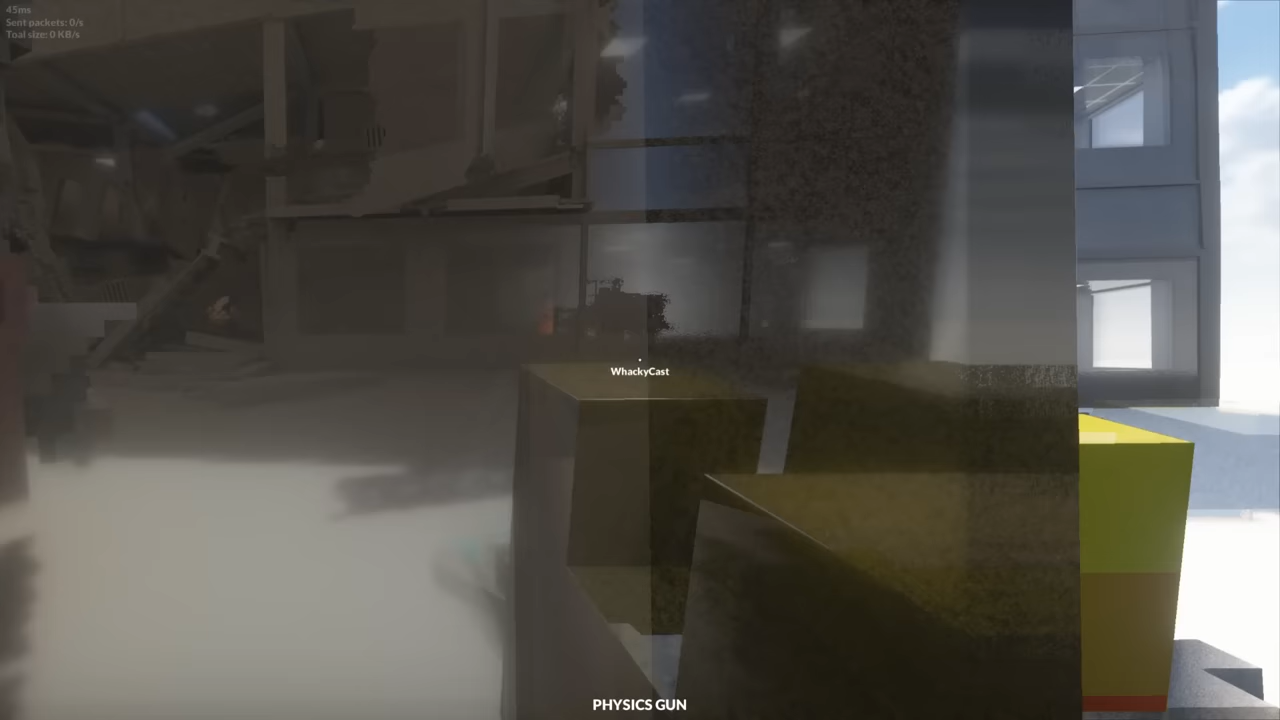 45ms
Sent packets: 0/s
Toal size: 0 KB/s
WhackyCast
PHYSICS GUN